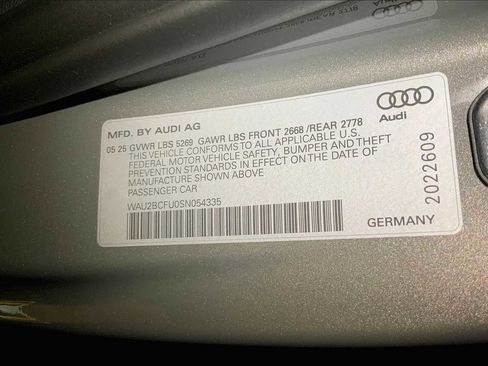 MFD. BY AUDI AG
05 25 GVWR LBS 5269 GAWR LBS FRONT 2668 /REAR 2778
THIS VEHICLE CONFORMS TO ALL APPLICABLE U.S.
FEDERAL MOTOR VEHICLE SAFETY, BUMPER AND THEFT
PREVENTION STANDARDS IN EFFECT ON THE DATE OF
MANUFACTURE SHOWN ABOVE
PASSENGER CAR
WAU2BCFU0SN054335
Audi
2022609
GERMANY